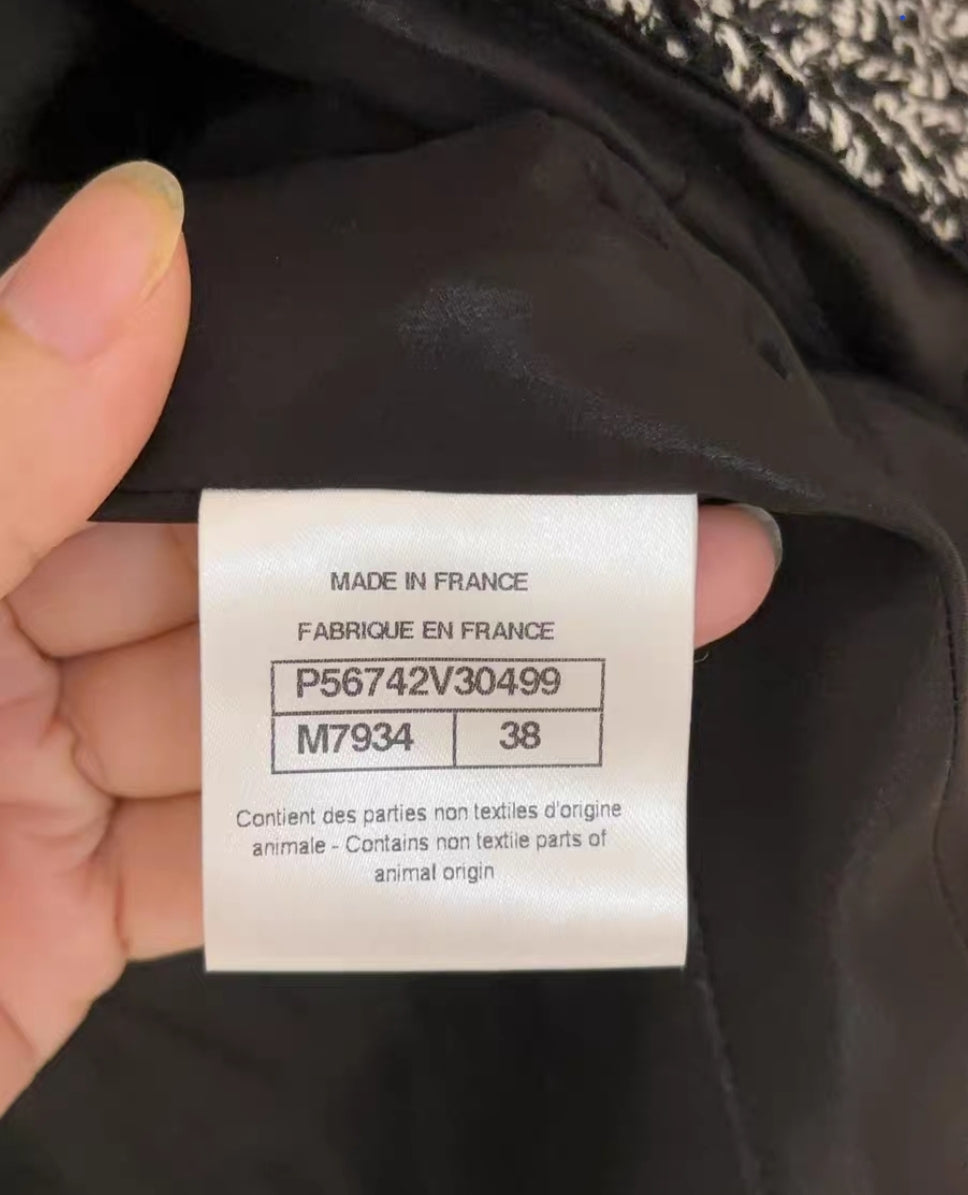 MADE IN FRANCE
FABRIQUE EN FRANCE
P56742V30499
M7934 38
Contient des parties non textiles d'origine
animale - Contains non textile parts of
animal origin